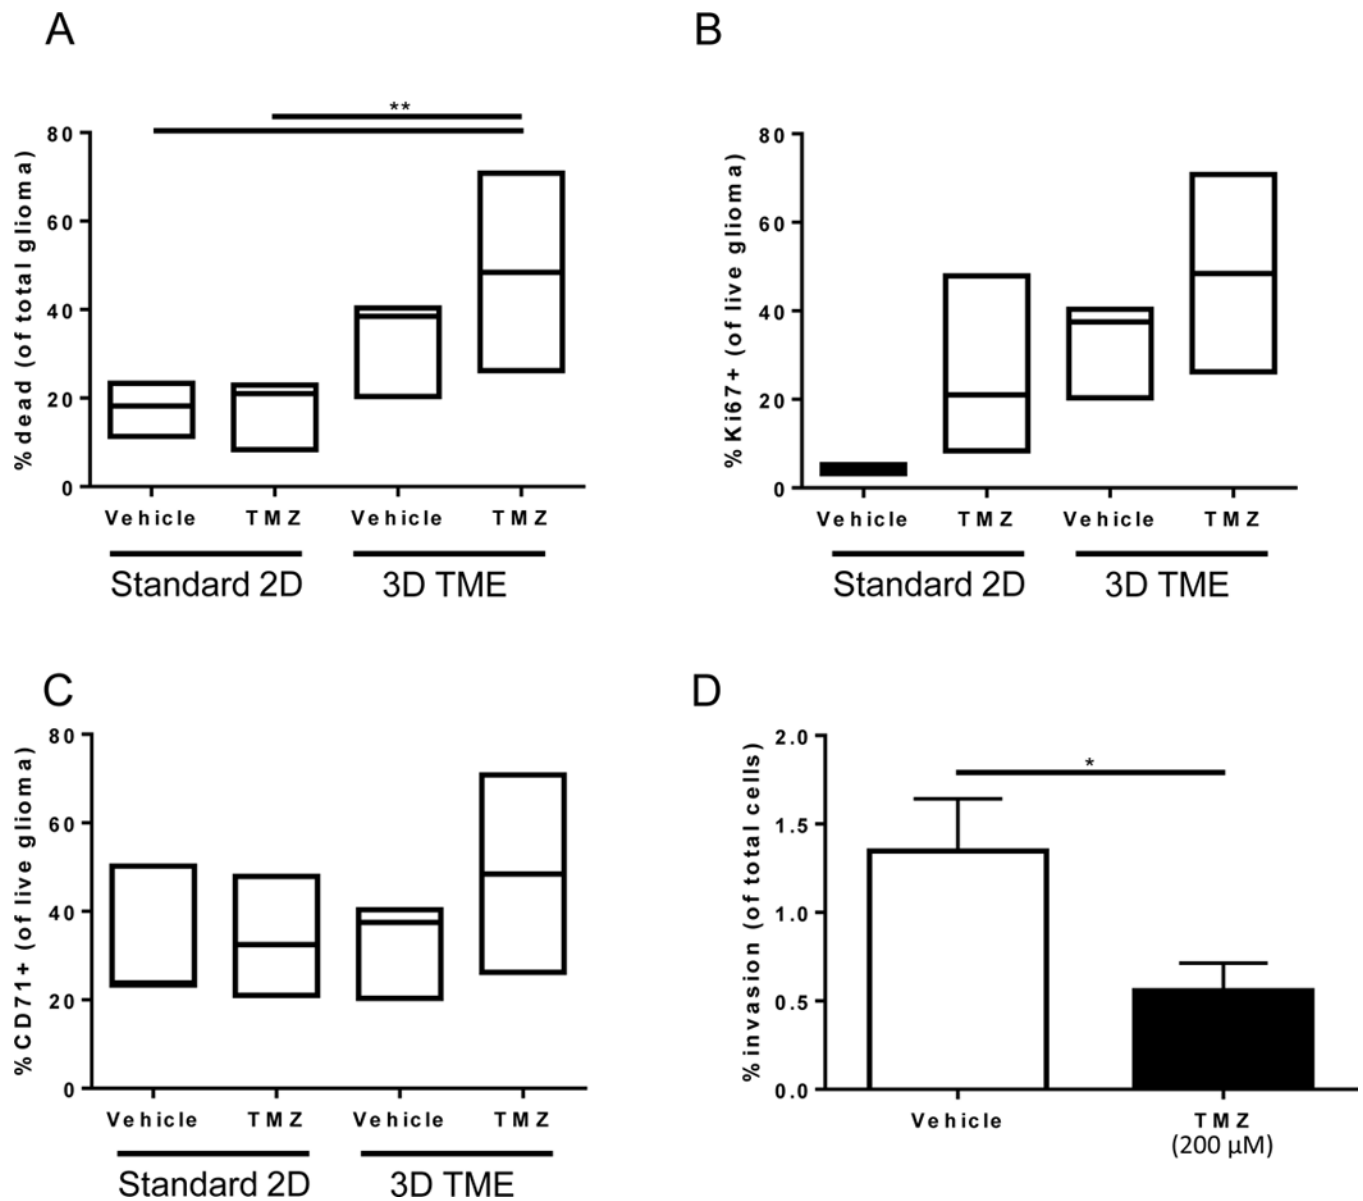 A
**
%dead (of total glioma)
80
60
40
20
0
Vehicle TMZ Vehicle TMZ
Standard 2D 3D TME
B
%Ki67+ (of live glioma)
80
60
40
20
0
Vehicle TMZ Vehicle TMZ
Standard 2D 3D TME
C
%CD71+ (of live glioma)
80
60
40
20
0
Vehicle TMZ Vehicle TMZ
Standard 2D 3D TME
D
*
%invasion (of total cells)
2.0
1.5
1.0
0.5
0.0
Vehicle TMZ
(200 µM)